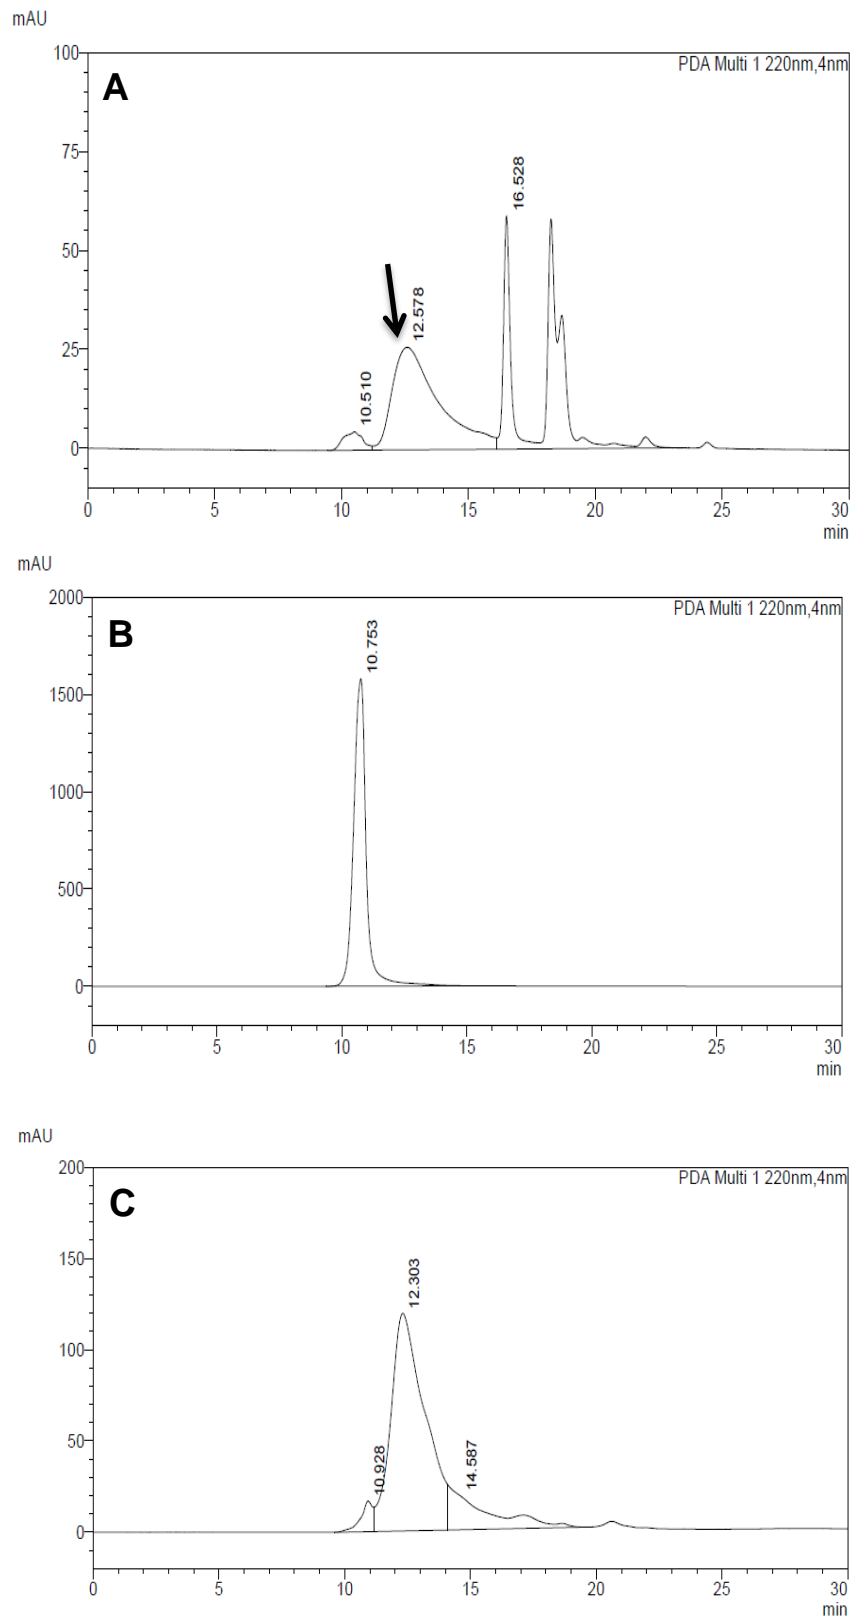 mAU
100
PDA Multi 1 220nm,4nm
A
75
16.528
50
12.578
25
10.510
0
0 5 10 15 20 25 30
min
mAU
2000
PDA Multi 1 220nm,4nm
B
10.753
1500
1000
500
0
0 5 10 15 20 25 30
min
mAU
200
PDA Multi 1 220nm,4nm
C
150
12.303
100
50
10.928
14.587
0
0 5 10 15 20 25 30
min